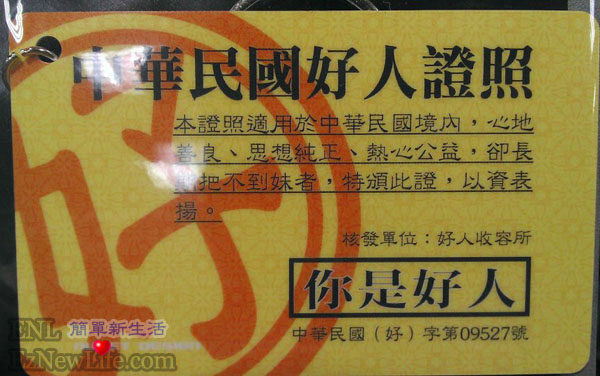 中華民國好人證照
本證照適用於中華民國境內，心地
善良、思想純正、熱心公益，卻長
把不到妹者，特頒此證，以資表
揚。
核發單位：好人收容所
你是好人
中華民國（好）字第09527號
好
ENL 簡單新生活
EzNewLife.com